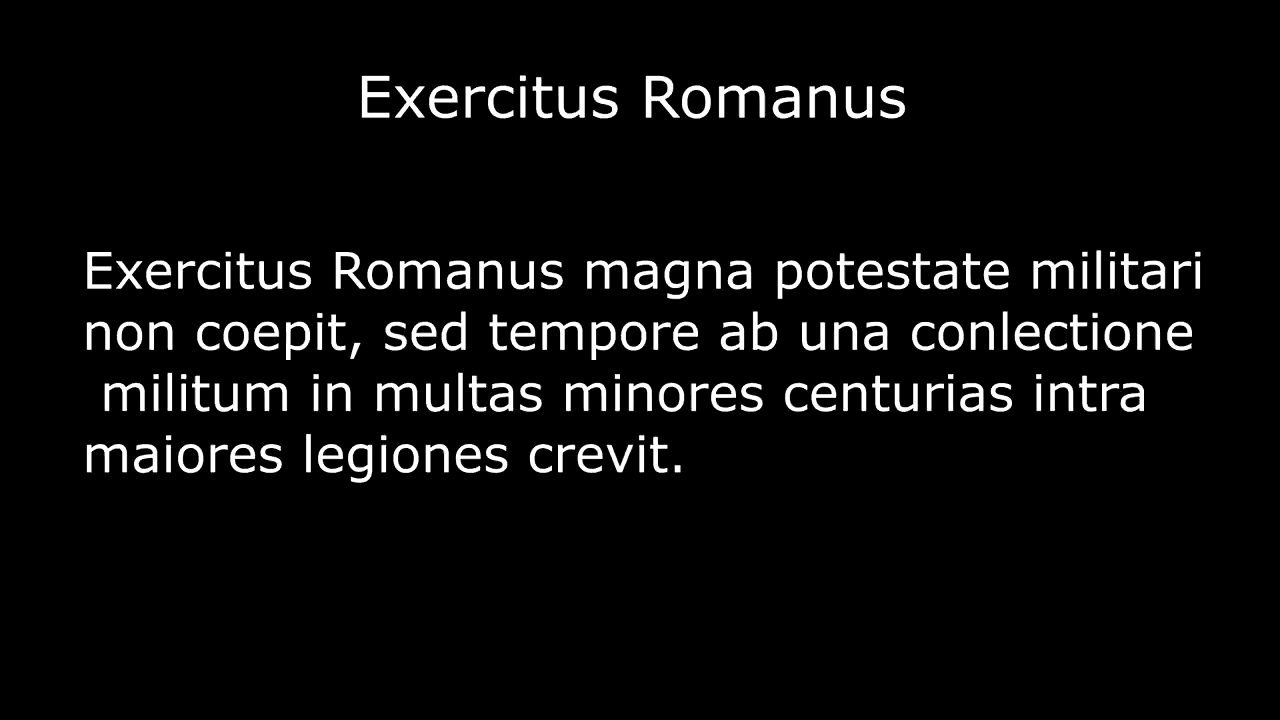 Exercitus Romanus
Exercitus Romanus magna potestate militari
non coepit, sed tempore ab una conlectione
militum in multas minores centurias intra
maiores legiones crevit.